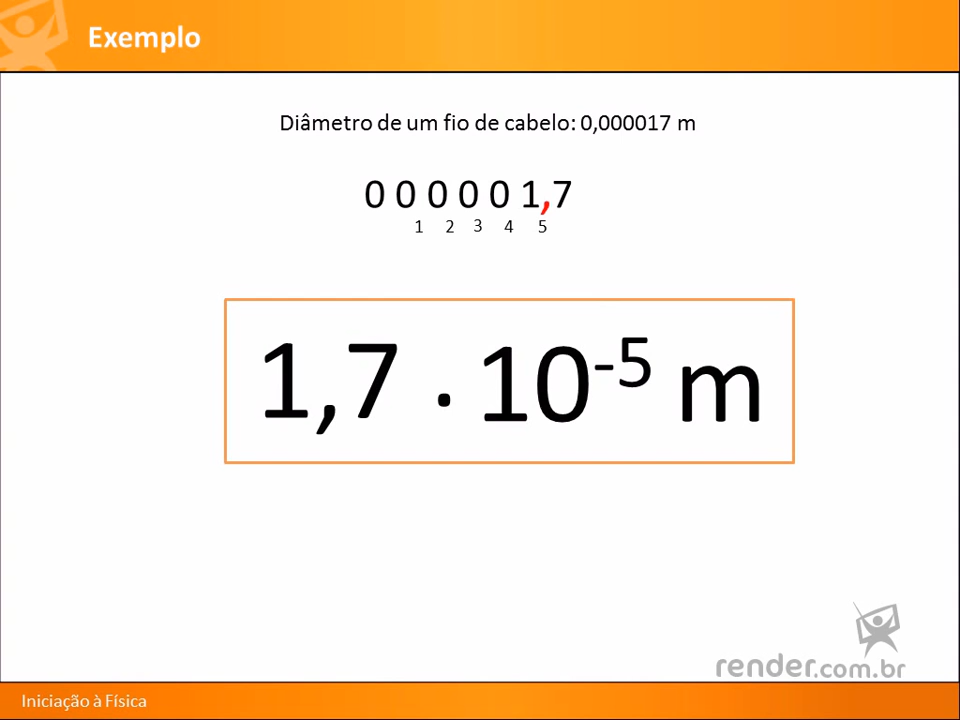 Exemplo
Diâmetro de um fio de cabelo: 0,000017 m
0 0 0 0 0 1,7
1 2 3 4 5
1,7 . 10⁻⁵ m
render.com.br
Iniciação à Física